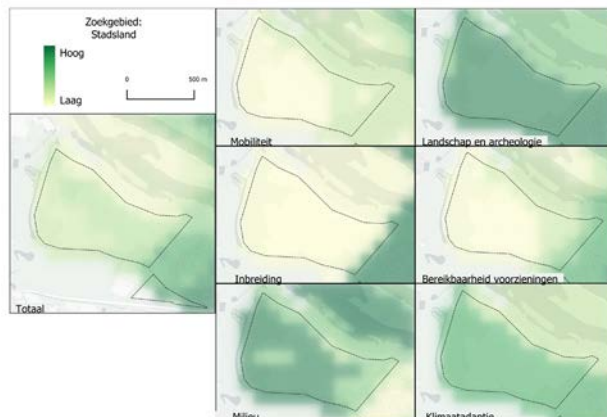 Zoekgebied:
Stadsland
Hoog
Laag
0
500 m
Mobiliteit
Landschap en archeologie
Inbreiding
Bereikbaarheid voorzieningen
Totaal
Milieu
Klimaatadaptie